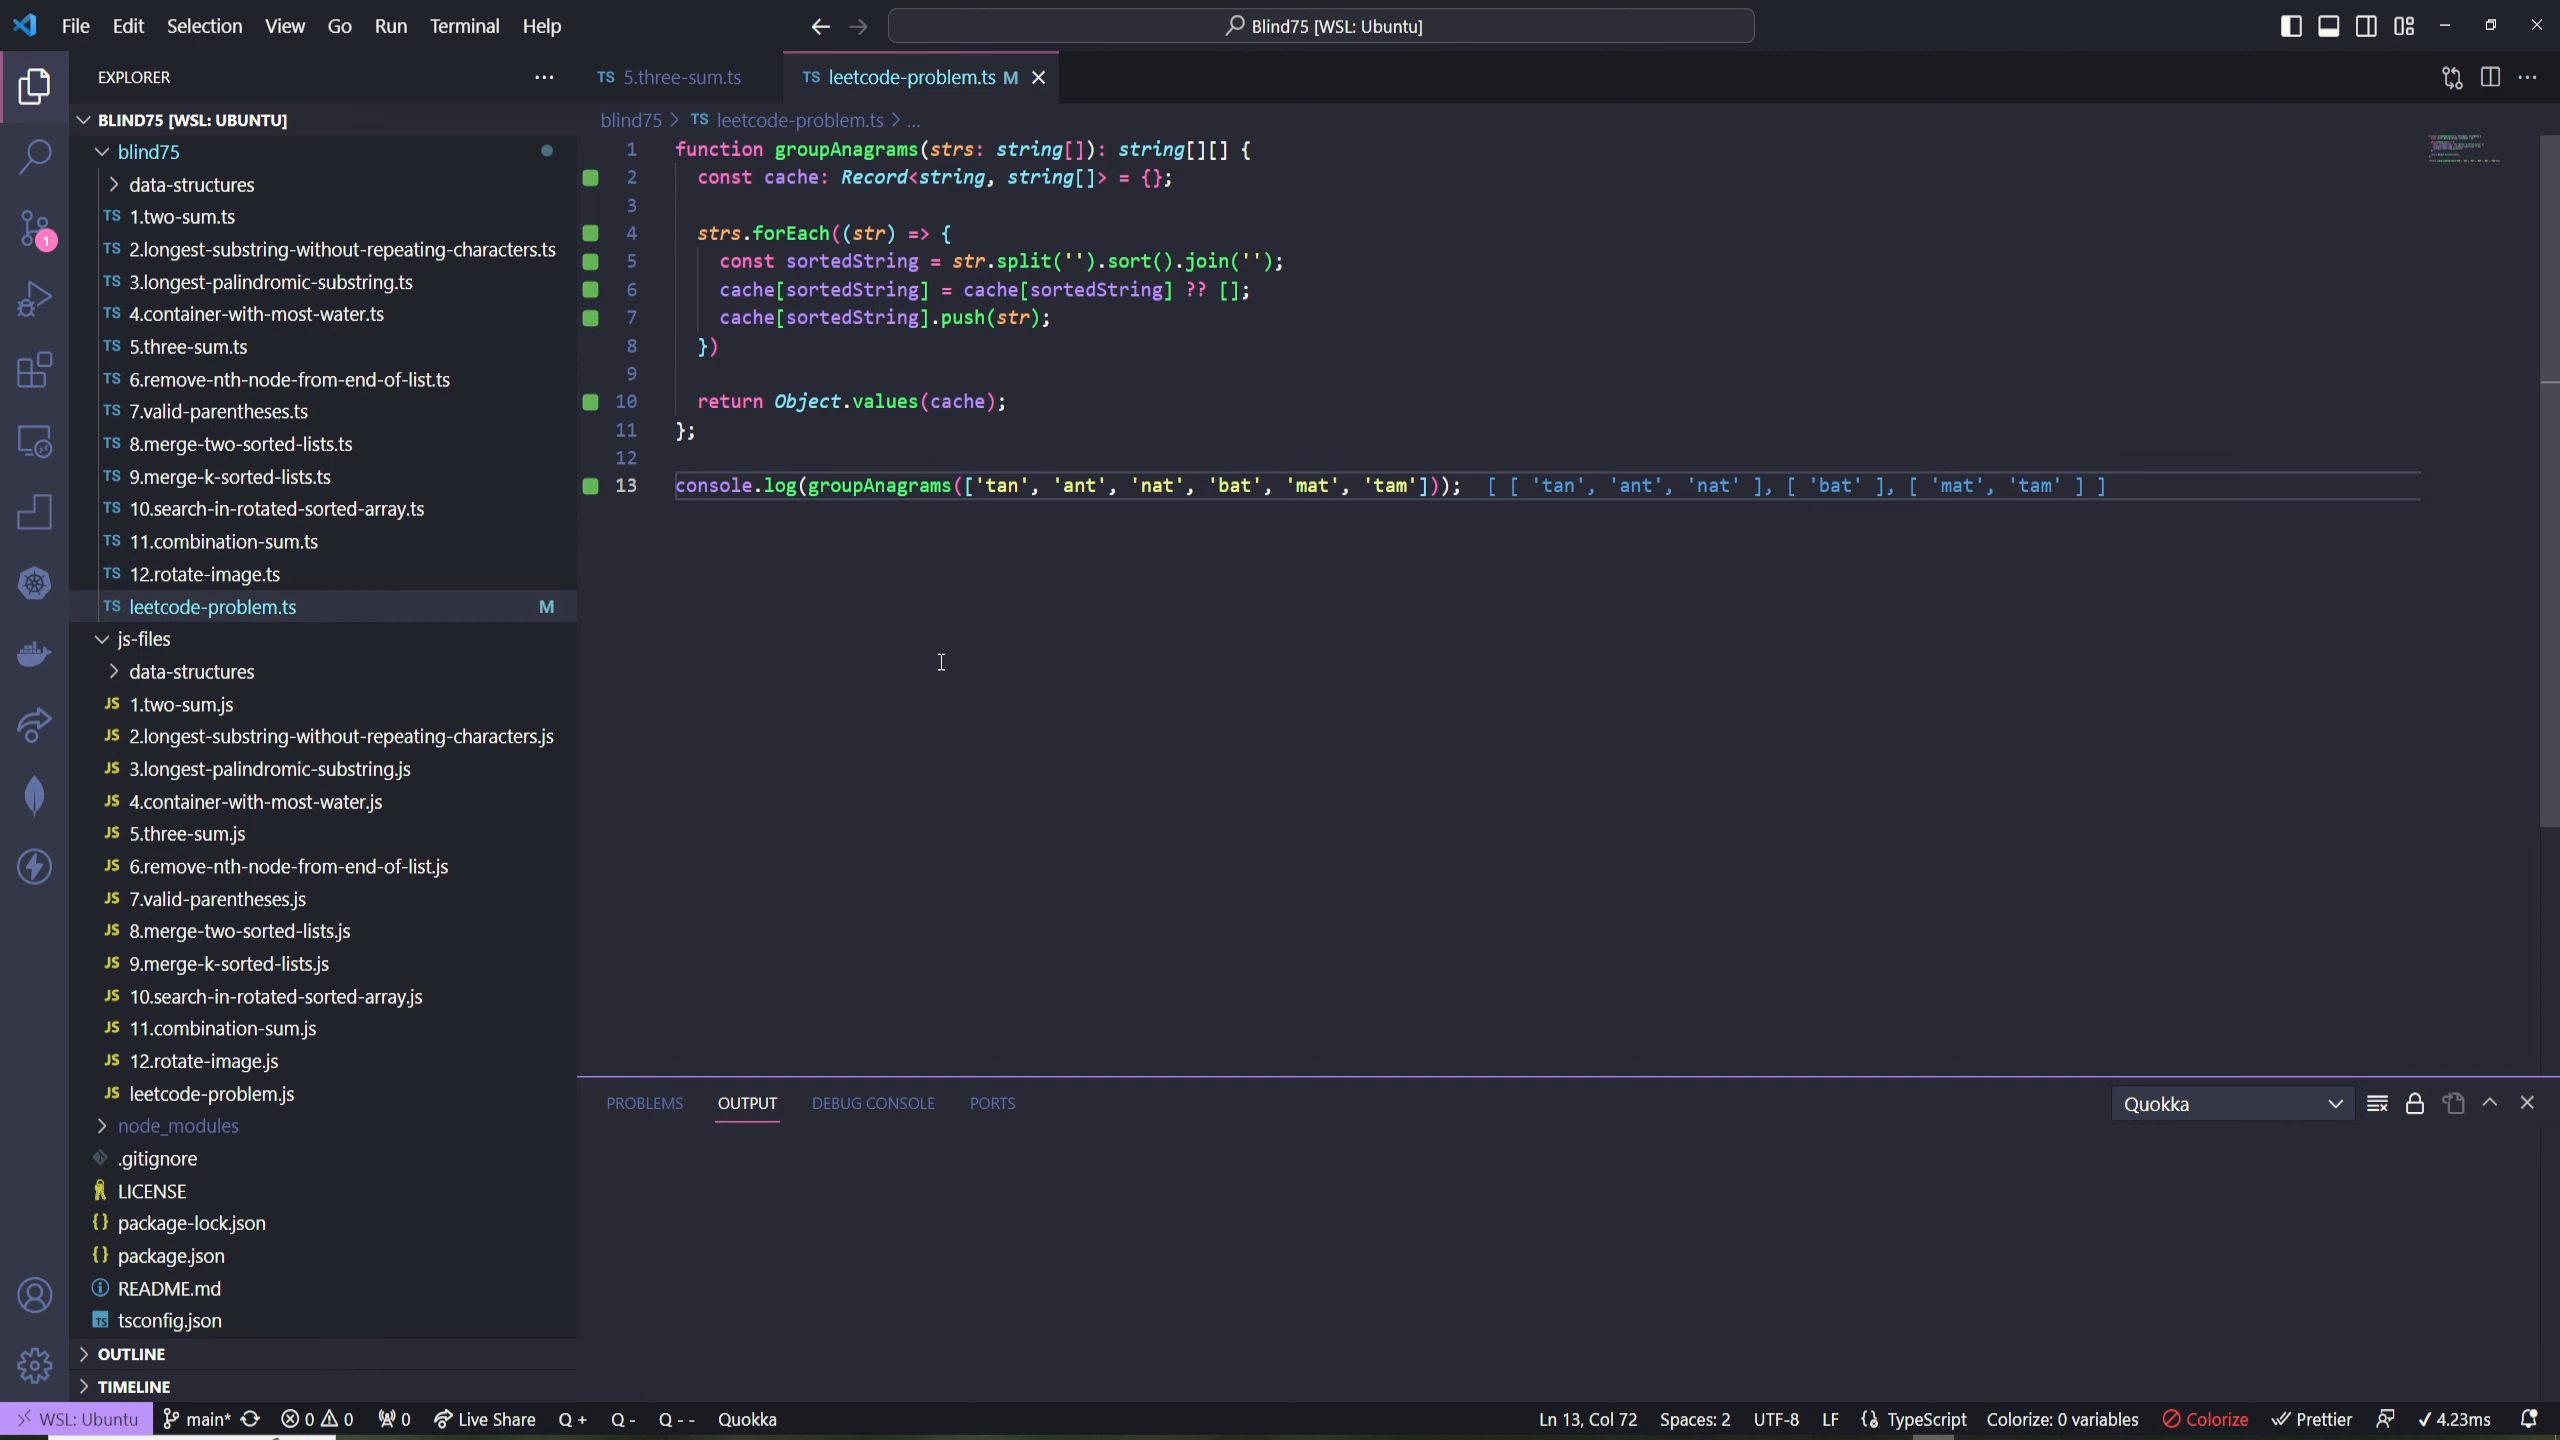 File Edit Selection View Go Run Terminal Help
Blind75 [WSL: Ubuntu]
EXPLORER
BLIND75 [WSL: UBUNTU]
blind75
data-structures
TS 1.two-sum.ts
TS 2.longest-substring-without-repeating-characters.ts
TS 3.longest-palindromic-substring.ts
TS 4.container-with-most-water.ts
TS 5.three-sum.ts
TS 6.remove-nth-node-from-end-of-list.ts
TS 7.valid-parentheses.ts
TS 8.merge-two-sorted-lists.ts
TS 9.merge-k-sorted-lists.ts
TS 10.search-in-rotated-sorted-array.ts
TS 11.combination-sum.ts
TS 12.rotate-image.ts
TS leetcode-problem.ts M
js-files
data-structures
JS 1.two-sum.js
JS 2.longest-substring-without-repeating-characters.js
JS 3.longest-palindromic-substring.js
JS 4.container-with-most-water.js
JS 5.three-sum.js
JS 6.remove-nth-node-from-end-of-list.js
JS 7.valid-parentheses.js
JS 8.merge-two-sorted-lists.js
JS 9.merge-k-sorted-lists.js
JS 10.search-in-rotated-sorted-array.js
JS 11.combination-sum.js
JS 12.rotate-image.js
JS leetcode-problem.js
node_modules
.gitignore
LICENSE
{} package-lock.json
{} package.json
README.md
TS tsconfig.json
OUTLINE
TIMELINE
1
TS 5.three-sum.ts TS leetcode-problem.ts M
blind75 > TS leetcode-problem.ts > ...
1 function groupAnagrams(strs: string[]): string[][] {
2 const cache: Record<string, string[]> = {};
3
4 strs.forEach((str) => {
5 const sortedString = str.split('').sort().join('');
6 cache[sortedString] = cache[sortedString] ?? [];
7 cache[sortedString].push(str);
8 })
9
10 return Object.values(cache);
11 };
12
13 console.log(groupAnagrams(['tan', 'ant', 'nat', 'bat', 'mat', 'tam'])); [ [ 'tan', 'ant', 'nat' ], [ 'bat' ], [ 'mat', 'tam' ] ]
PROBLEMS OUTPUT DEBUG CONSOLE PORTS
Quokka
WSL: Ubuntu main* 0 0 0 Live Share Q + Q - Q - - Quokka
Ln 13, Col 72 Spaces: 2 UTF-8 LF TypeScript Colorize: 0 variables Colorize Prettier 4.23ms